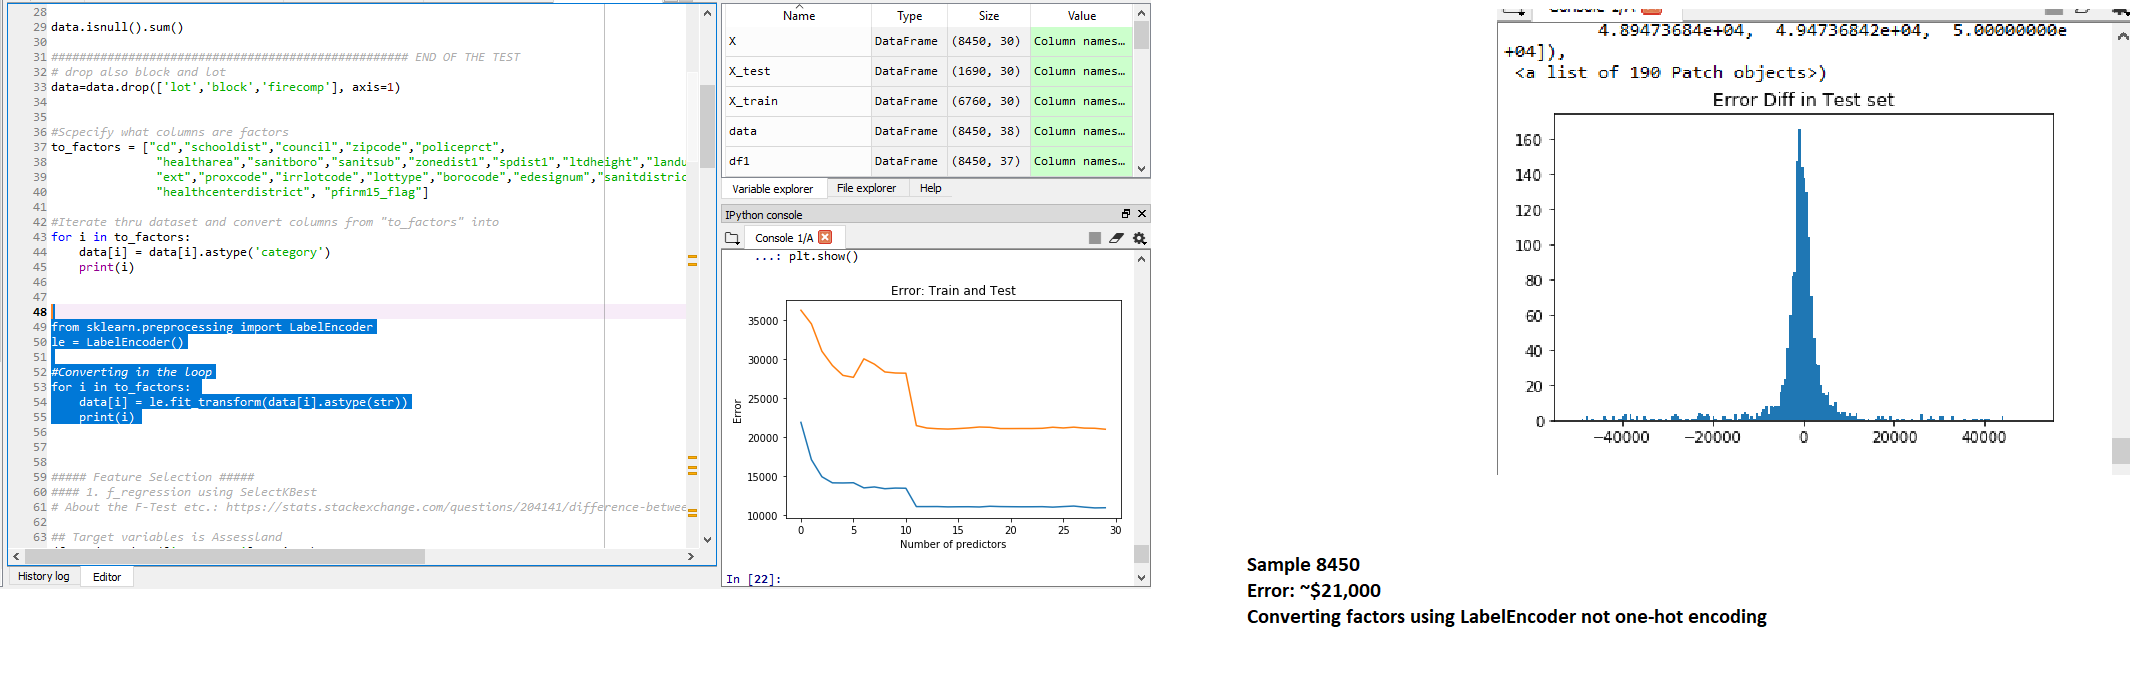 28
29 data.isnull().sum()
30
31 ################################################### END OF THE TEST
32 # drop also block and lot
33 data=data.drop(['lot','block','firecomp'], axis=1)
34
35
36 #Scpecify what columns are factors
37 to_factors = ["cd","schooldist","council","zipcode","policeprct",
38 "healtharea","sanitboro","sanitsub","zonedist1","spdist1","ltdheight","landu
39 "ext","proxcode","irrlotcode","lottype","borocode","edesignum","sanitdistric
40 "healthcenterdistrict", "pfirm15_flag"]
41
42 #Iterate thru dataset and convert columns from "to_factors" into
43 for i in to_factors:
44 data[i] = data[i].astype('category')
45 print(i)
46
47
48
49 from sklearn.preprocessing import LabelEncoder
50 le = LabelEncoder()
51
52 #Converting in the loop
53 for i in to_factors:
54 data[i] = le.fit_transform(data[i].astype(str))
55 print(i)
56
57
58
59 ##### Feature Selection #####
60 #### 1. f_regression using SelectKBest
61 # About the F-Test etc.: https://stats.stackexchange.com/questions/204141/difference-betwee
62
63 ## Target variables is Assessland
History log Editor
Name Type Size Value
X DataFrame (8450, 30) Column names…
X_test DataFrame (1690, 30) Column names…
X_train DataFrame (6760, 30) Column names…
data DataFrame (8450, 38) Column names…
df1 DataFrame (8450, 37) Column names…
Variable explorer File explorer Help
IPython console
Console 1/A
...: plt.show()
Error: Train and Test
35000
30000
25000
20000
15000
10000
Error
0 5 10 15 20 25 30
Number of predictors
In [22]:
Console 1/A
4.89473684e+04, 4.94736842e+04, 5.00000000e
+04]),
<a list of 190 Patch objects>)
Error Diff in Test set
160
140
120
100
80
60
40
20
0
−40000 −20000 0 20000 40000
Sample 8450
Error: ~$21,000
Converting factors using LabelEncoder not one-hot encoding